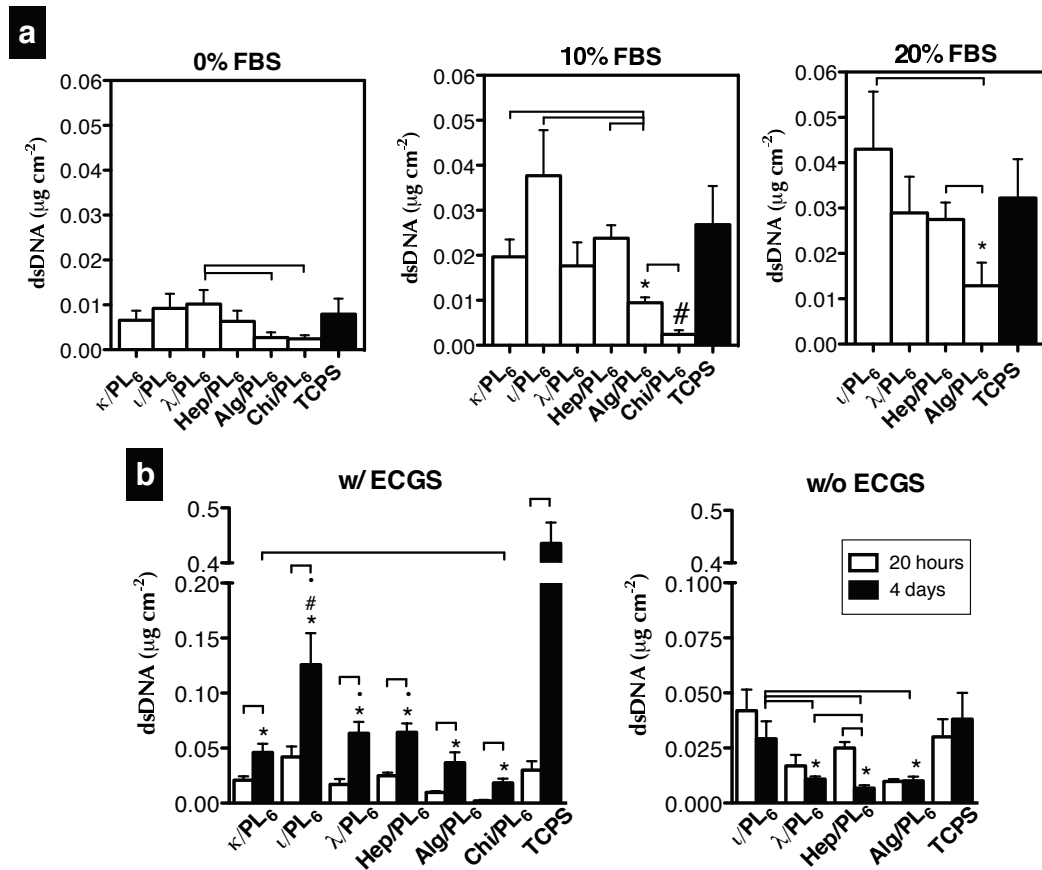 a
0% FBS
10% FBS
20% FBS
dsDNA (µg cm-2)
0.06
0.05
0.04
0.03
0.02
0.01
0.00
κ/PL6
ι/PL6
λ/PL6
Hep/PL6
Alg/PL6
Chi/PL6
TCPS
dsDNA (µg cm-2)
0.06
0.05
0.04
0.03
0.02
0.01
0.00
*
#
κ/PL6
ι/PL6
λ/PL6
Hep/PL6
Alg/PL6
Chi/PL6
TCPS
dsDNA (µg cm-2)
0.06
0.05
0.04
0.03
0.02
0.01
0.00
*
ι/PL6
λ/PL6
Hep/PL6
Alg/PL6
TCPS
b
w/ ECGS
w/o ECGS
dsDNA (µg cm-2)
0.5
0.4
0.20
0.15
0.10
0.05
0.00
*
• # *
• *
• *
*
*
κ/PL6
ι/PL6
λ/PL6
Hep/PL6
Alg/PL6
Chi/PL6
TCPS
dsDNA (µg cm-2)
0.5
0.4
0.100
0.075
0.050
0.025
0.000
20 hours
4 days
*
*
*
ι/PL6
λ/PL6
Hep/PL6
Alg/PL6
TCPS